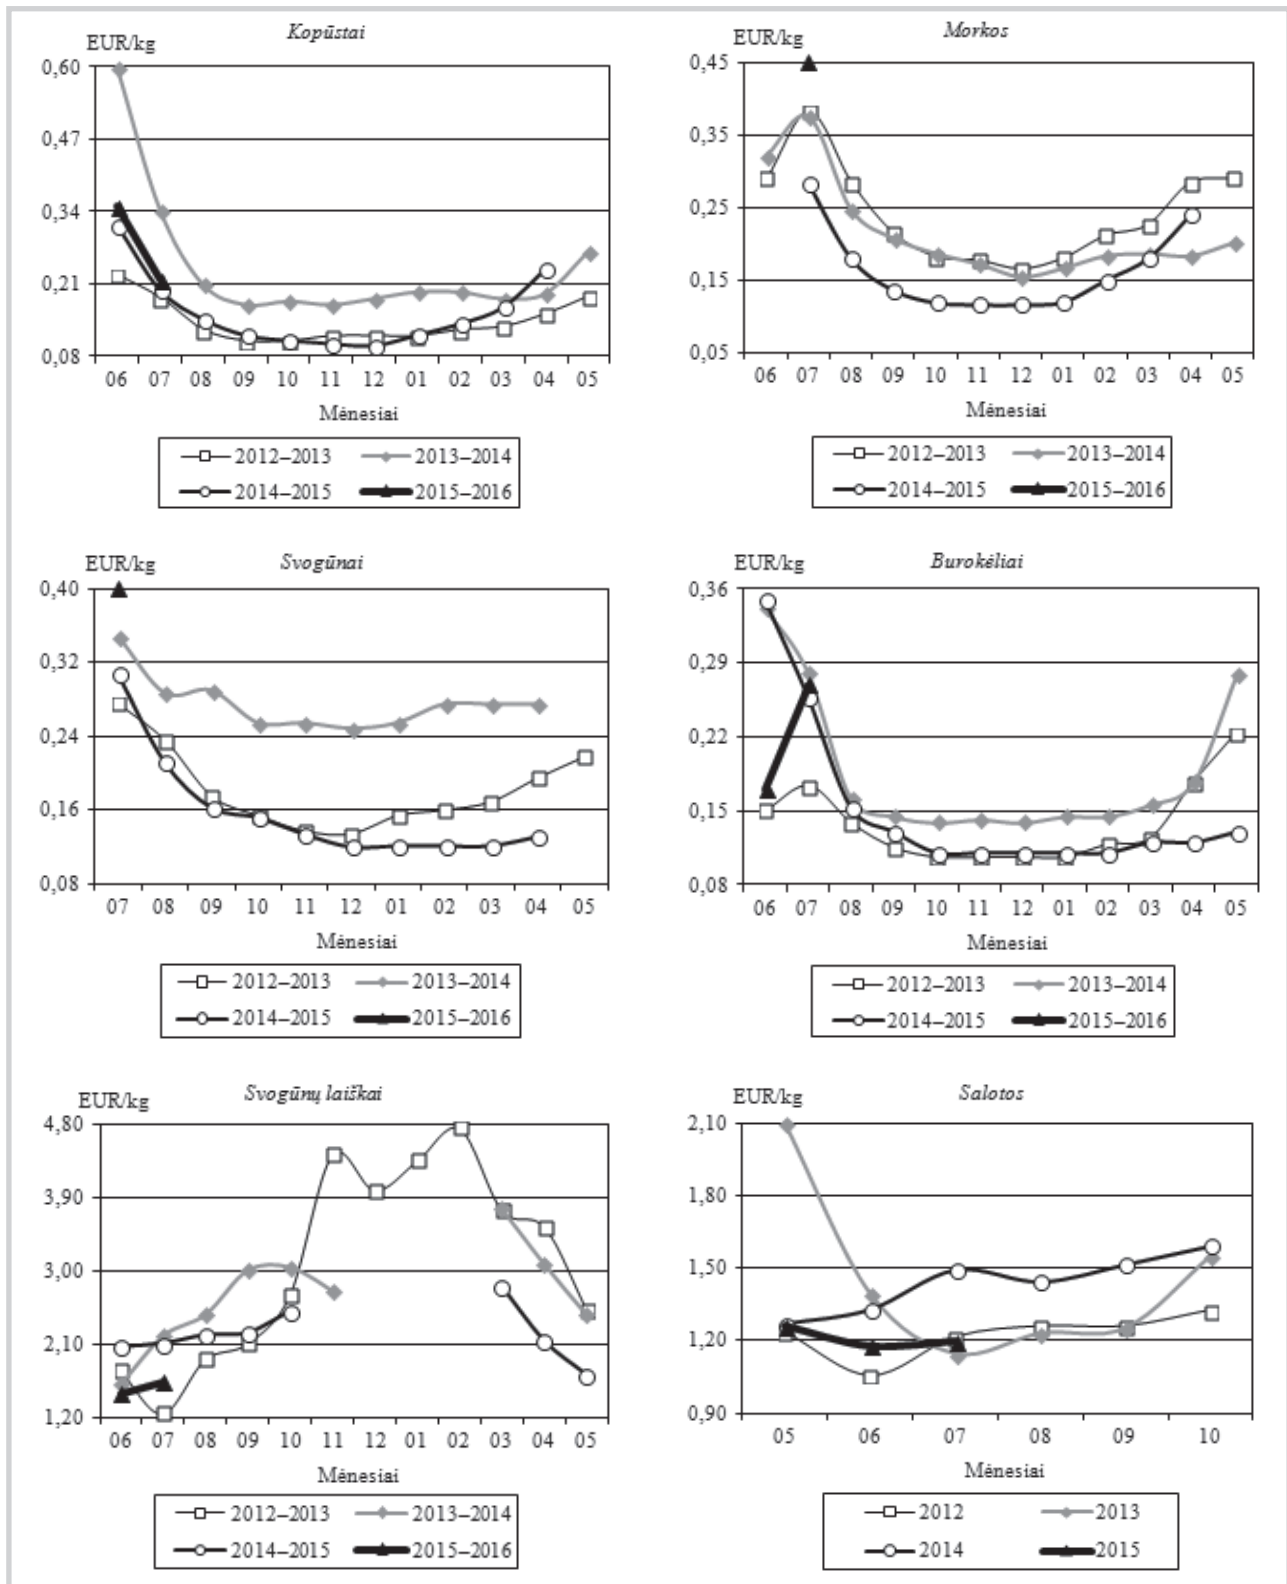 Kopūstai
EUR/kg
0,60
0,47
0,34
0,21
0,08
06 07 08 09 10 11 12 01 02 03 04 05
Mėnesiai
2012–2013 2013–2014
2014–2015 2015–2016
Morkos
EUR/kg
0,45
0,35
0,25
0,15
0,05
06 07 08 09 10 11 12 01 02 03 04 05
Mėnesiai
2012–2013 2013–2014
2014–2015 2015–2016
Svogūnai
EUR/kg
0,40
0,32
0,24
0,16
0,08
07 08 09 10 11 12 01 02 03 04 05
Mėnesiai
2012–2013 2013–2014
2014–2015 2015–2016
Burokėliai
EUR/kg
0,36
0,29
0,22
0,15
0,08
06 07 08 09 10 11 12 01 02 03 04 05
Mėnesiai
2012–2013 2013–2014
2014–2015 2015–2016
Svogūnų laiškai
EUR/kg
4,80
3,90
3,00
2,10
1,20
06 07 08 09 10 11 12 01 02 03 04 05
Mėnesiai
2012–2013 2013–2014
2014–2015 2015–2016
Salotos
EUR/kg
2,10
1,80
1,50
1,20
0,90
05 06 07 08 09 10
Mėnesiai
2012 2013
2014 2015